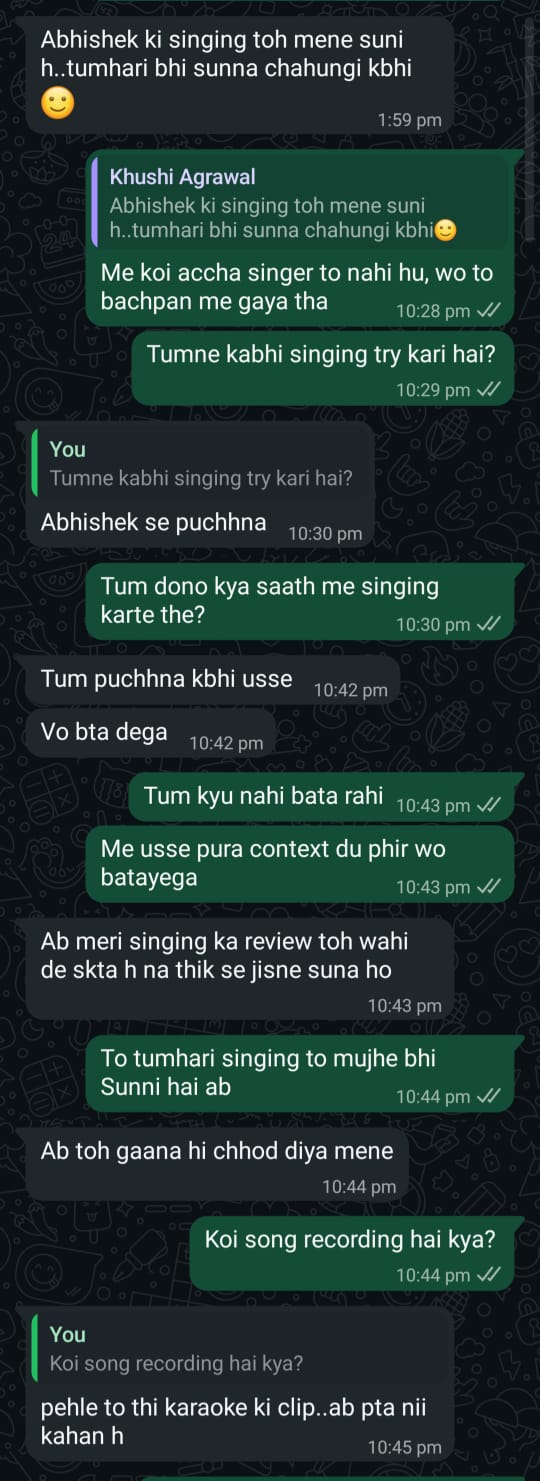 Abhishek ki singing toh mene suni
h..tumhari bhi sunna chahungi kbhi
🙂
1:59 pm
Khushi Agrawal
Abhishek ki singing toh mene suni
h..tumhari bhi sunna chahungi kbhi🙂
Me koi accha singer to nahi hu, wo to
bachpan me gaya tha 10:28 pm
Tumne kabhi singing try kari hai?
10:29 pm
You
Tumne kabhi singing try kari hai?
Abhishek se puchhna 10:30 pm
Tum dono kya saath me singing
karte the? 10:30 pm
Tum puchhna kbhi usse 10:42 pm
Vo bta dega 10:42 pm
Tum kyu nahi bata rahi 10:43 pm
Me usse pura context du phir wo
batayega 10:43 pm
Ab meri singing ka review toh wahi
de skta h na thik se jisne suna ho
10:43 pm
To tumhari singing to mujhe bhi
Sunni hai ab 10:44 pm
Ab toh gaana hi chhod diya mene
10:44 pm
Koi song recording hai kya?
10:44 pm
You
Koi song recording hai kya?
pehle to thi karaoke ki clip..ab pta nii
kahan h 10:45 pm